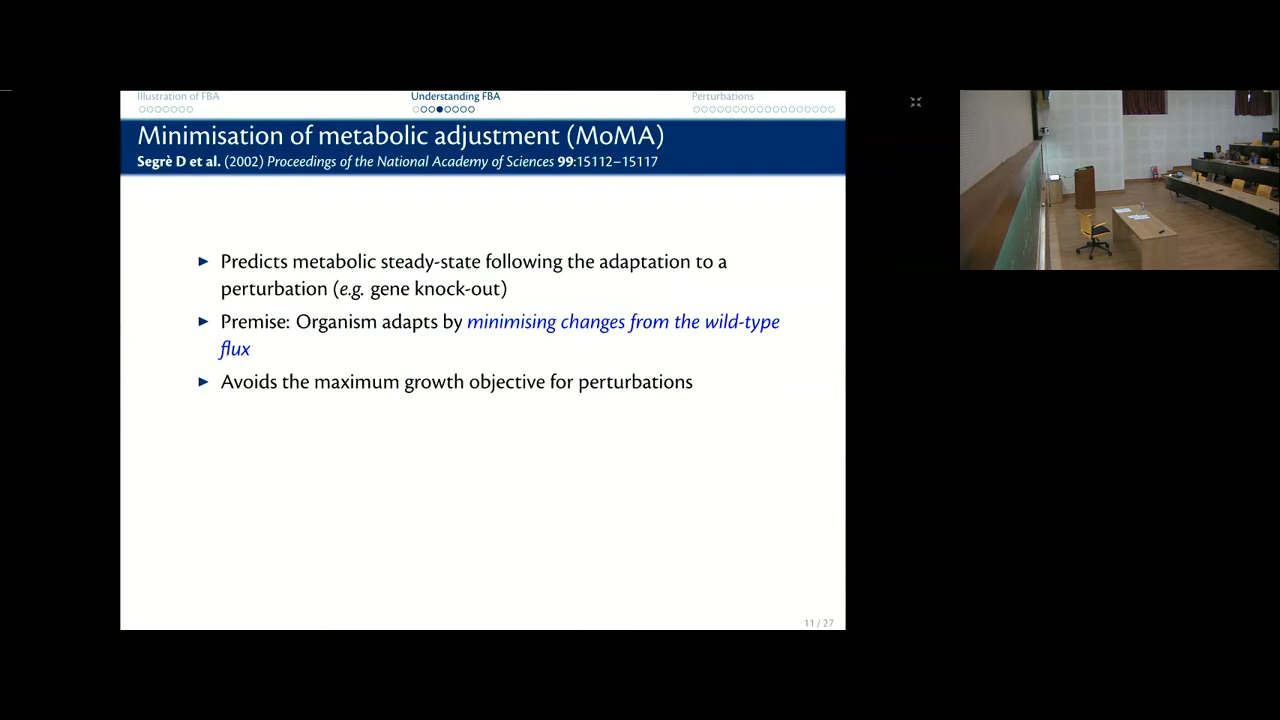 Illustration of FBA
Understanding FBA
Perturbations
Minimisation of metabolic adjustment (MoMA)
Segrè D et al. (2002) Proceedings of the National Academy of Sciences 99:15112–15117
Predicts metabolic steady-state following the adaptation to a
perturbation (e.g. gene knock-out)
Premise: Organism adapts by minimising changes from the wild-type
flux
Avoids the maximum growth objective for perturbations
11 / 27